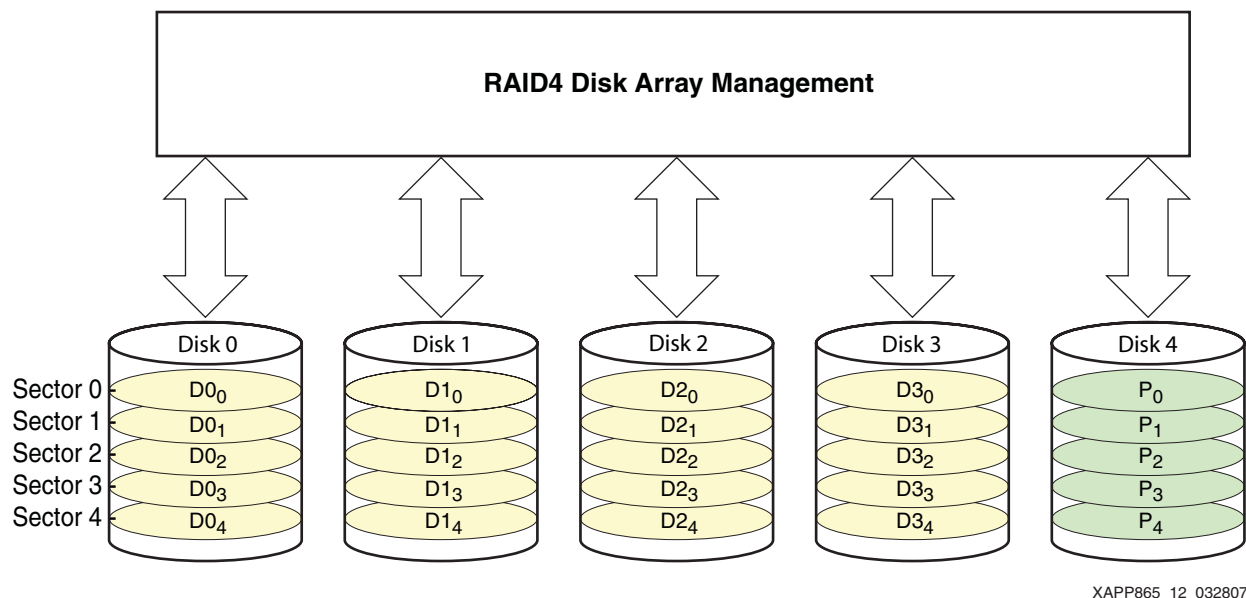 RAID4 Disk Array Management
Disk 0 Disk 1 Disk 2 Disk 3 Disk 4
Sector 0 D0₀ D1₀ D2₀ D3₀ P₀
Sector 1 D0₁ D1₁ D2₁ D3₁ P₁
Sector 2 D0₂ D1₂ D2₂ D3₂ P₂
Sector 3 D0₃ D1₃ D2₃ D3₃ P₃
Sector 4 D0₄ D1₄ D2₄ D3₄ P₄
XAPP865_12_032807